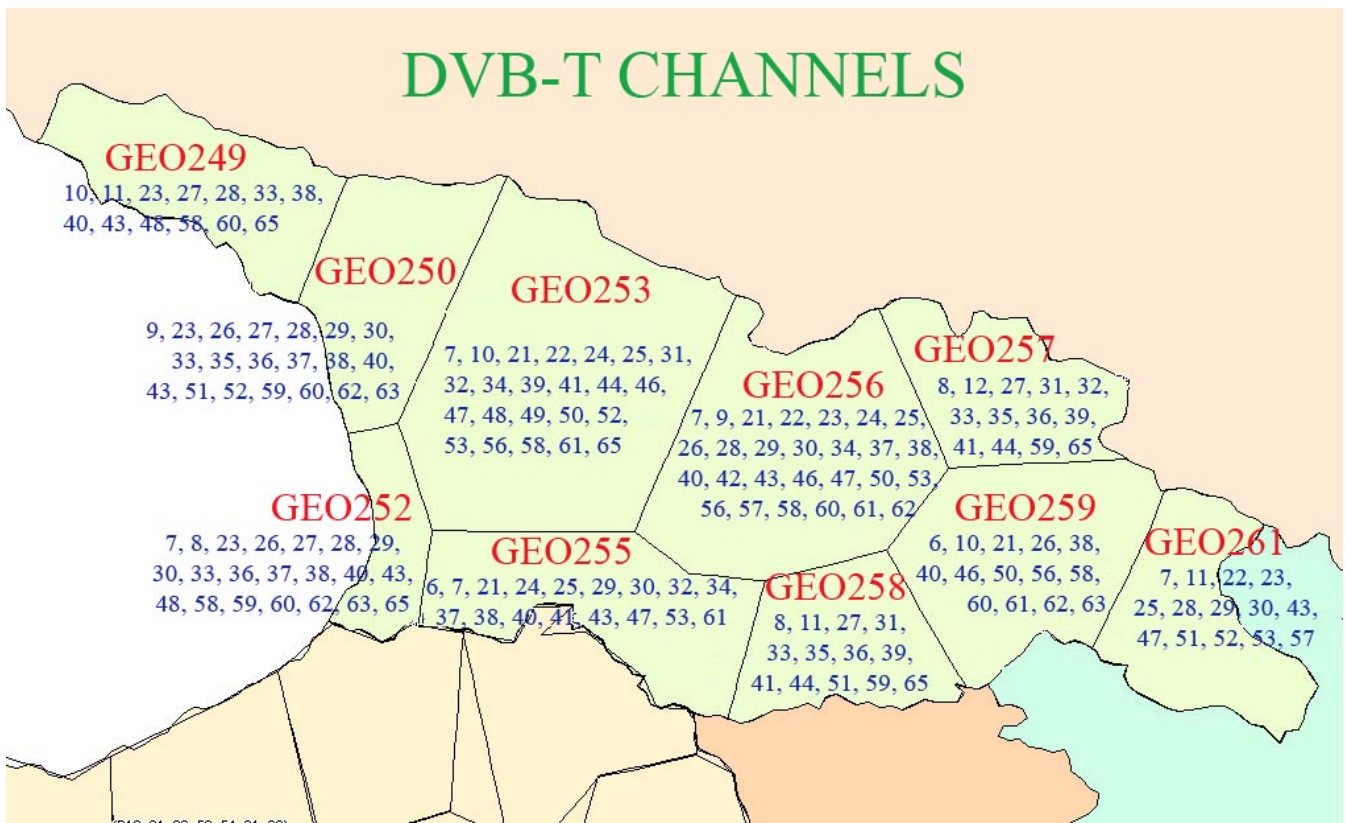 DVB-T CHANNELS
GEO249
10, 11, 23, 27, 28, 33, 38,
40, 43, 48, 58, 60, 65
GEO250
9, 23, 26, 27, 28, 29, 30,
33, 35, 36, 37, 38, 40,
43, 51, 52, 59, 60, 62, 63
GEO253
7, 10, 21, 22, 24, 25, 31,
32, 34, 39, 41, 44, 46,
47, 48, 49, 50, 52,
53, 56, 58, 61, 65
GEO256
7, 9, 21, 22, 23, 24, 25,
26, 28, 29, 30, 34, 37, 38,
40, 42, 43, 46, 47, 50, 53,
56, 57, 58, 60, 61, 62
GEO257
8, 12, 27, 31, 32,
33, 35, 36, 39,
41, 44, 59, 65
GEO252
7, 8, 23, 26, 27, 28, 29,
30, 33, 36, 37, 38, 40, 43,
48, 58, 59, 60, 62, 63, 65
GEO255
6, 7, 21, 24, 25, 29, 30, 32, 34,
37, 38, 40, 41, 43, 47, 53, 61
GEO258
8, 11, 27, 31,
33, 35, 36, 39,
41, 44, 51, 59, 65
GEO259
6, 10, 21, 26, 38,
40, 46, 50, 56, 58,
60, 61, 62, 63
GEO261
7, 11, 22, 23,
25, 28, 29, 30, 43,
47, 51, 52, 53, 57